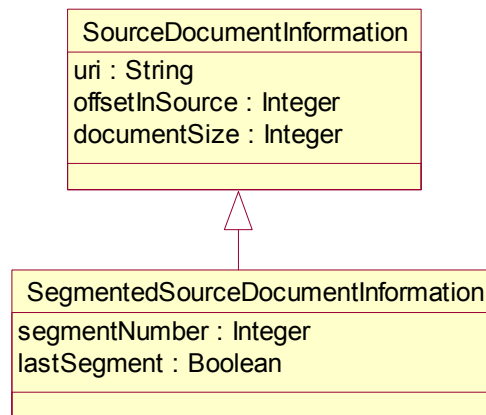 SourceDocumentInformation
uri : String
offsetInSource : Integer
documentSize : Integer
SegmentedSourceDocumentInformation
segmentNumber : Integer
lastSegment : Boolean